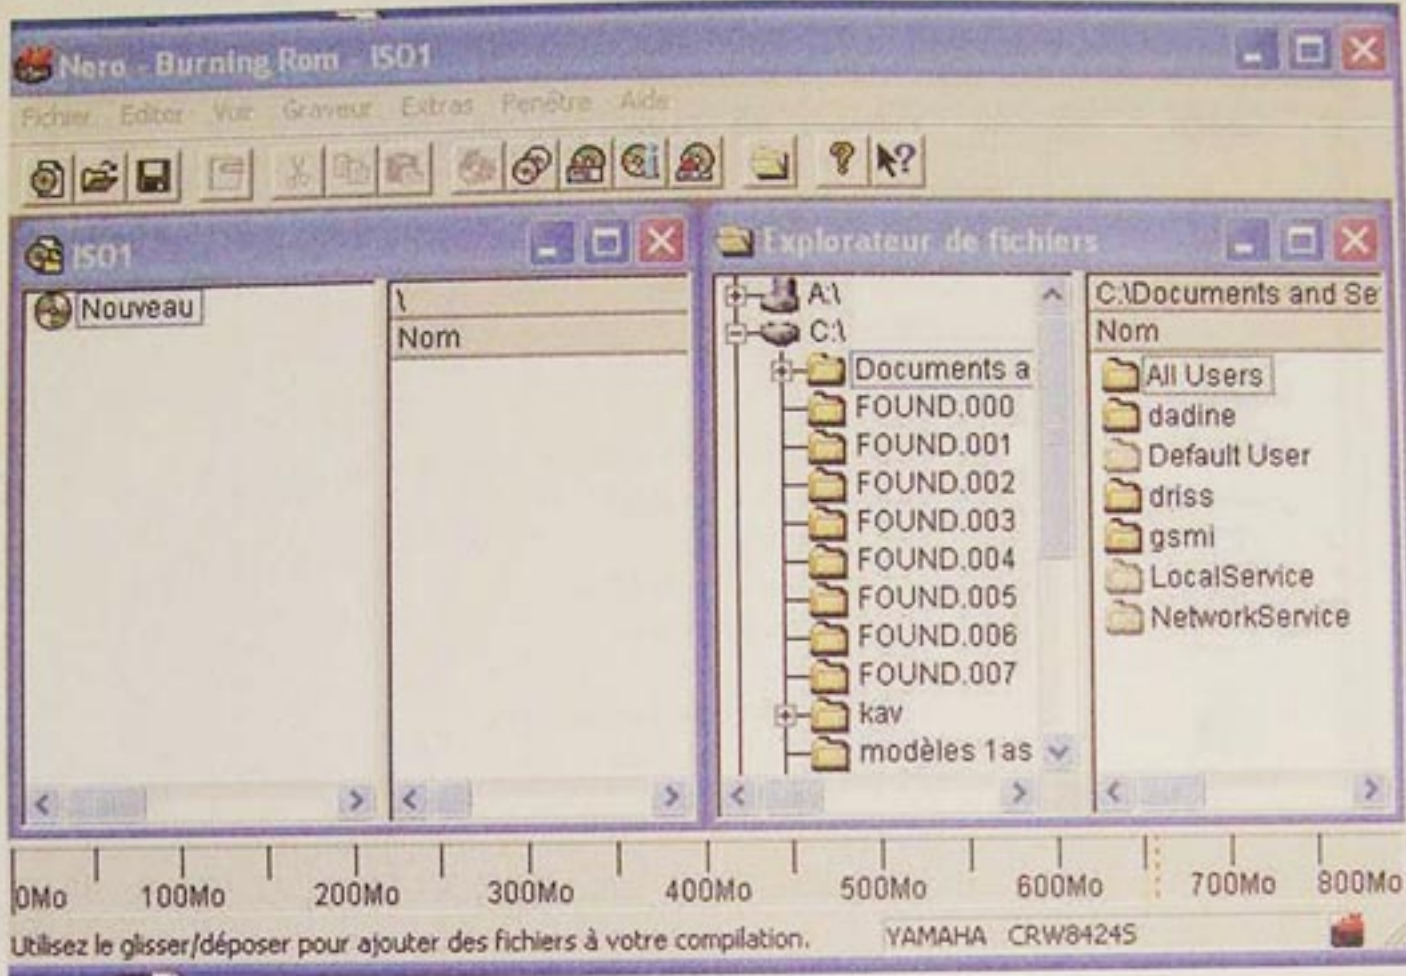 Nero - Burning Rom - ISO1
Fichier Editer Voir Graveur Extras Fenêtre Aide
ISO1
Nouveau
\
Nom
Explorateur de fichiers
A:\
C:\
Documents a
FOUND.000
FOUND.001
FOUND.002
FOUND.003
FOUND.004
FOUND.005
FOUND.006
FOUND.007
kav
modèles 1as
C:\Documents and Se
Nom
All Users
dadine
Default User
driss
gsmi
LocalService
NetworkService
0Mo 100Mo 200Mo 300Mo 400Mo 500Mo 600Mo 700Mo 800Mo
Utilisez le glisser/déposer pour ajouter des fichiers à votre compilation. YAMAHA CRW8424S